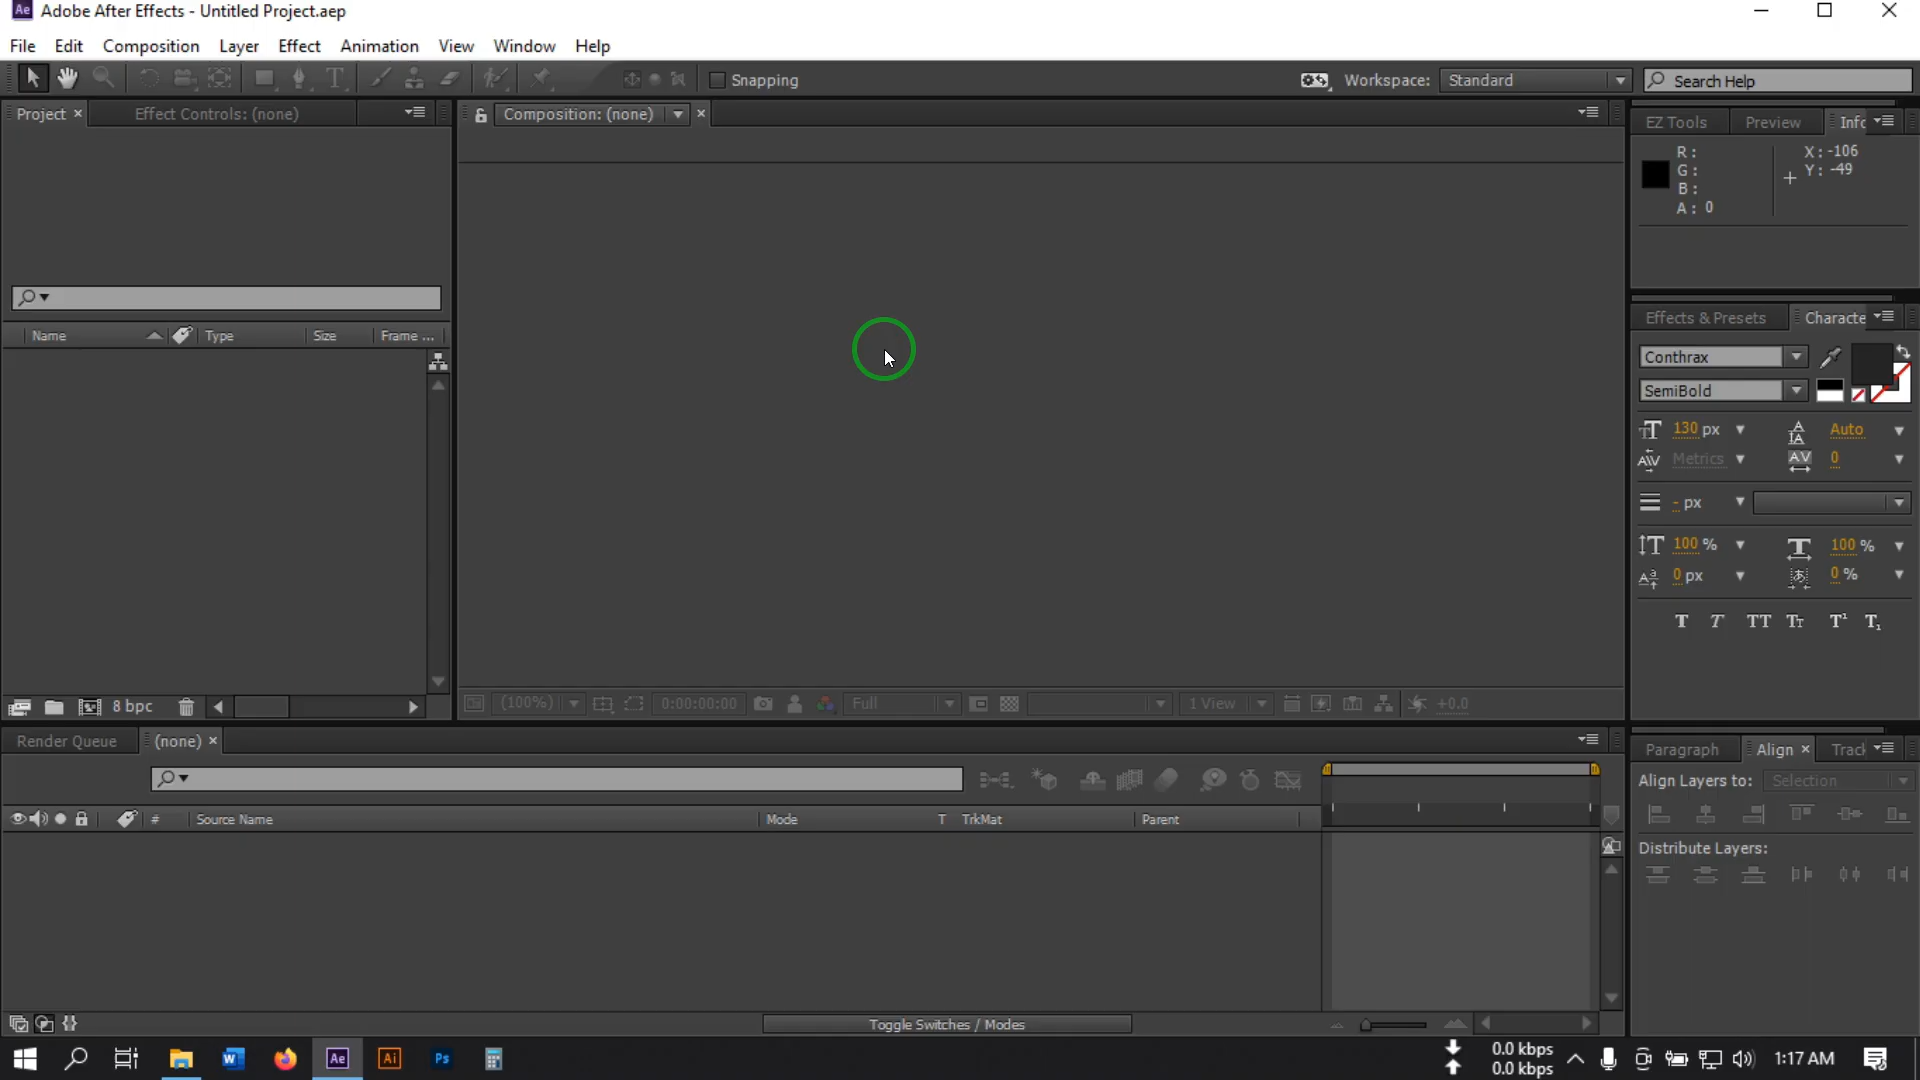 Ae Adobe After Effects - Untitled Project.aep
File Edit Composition Layer Effect Animation View Window Help
T Snapping Workspace: Standard Search Help
Project × Effect Controls: (none) Composition: (none) ×
EZ Tools Preview Info
R: X: -106
G: Y: -49
B:
A: 0
Name Type Size Frame ...
Effects & Presets Characte
Conthrax
SemiBold
130 px Auto
Metrics 0
- px
100 % 100 %
0 px 0 %
T T TT TT T¹ T₁
8 bpc
(100%) 0:00:00:00 Full 1 View +0.0
Render Queue (none) ×
Paragraph Align × Track
Align Layers to: Selection
Distribute Layers:
# Source Name Mode T TrkMat Parent
Toggle Switches / Modes
W Ae Ai Ps
0.0 kbps
0.0 kbps
1:17 AM